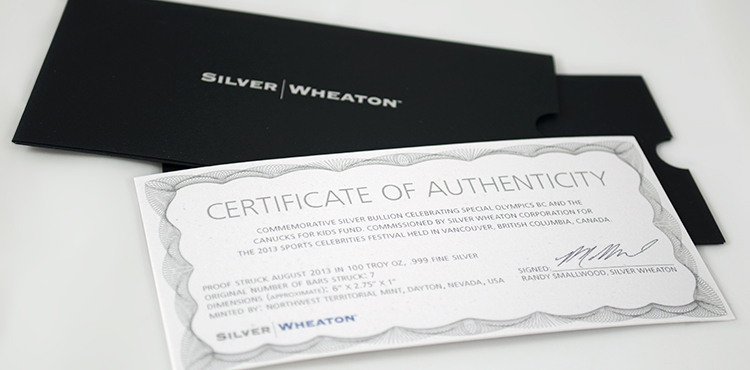 SILVER | WHEATON™
CERTIFICATE OF AUTHENTICITY
COMMEMORATIVE SILVER BULLION CELEBRATING SPECIAL OLYMPICS BC AND THE
CANUCKS FOR KIDS FUND. COMMISSIONED BY SILVER WHEATON CORPORATION FOR
THE 2013 SPORTS CELEBRITIES FESTIVAL HELD IN VANCOUVER, BRITISH COLUMBIA, CANADA.
PROOF STRUCK AUGUST 2013 IN 100 TROY OZ, .999 FINE SILVER
ORIGINAL NUMBER OF BARS STRUCK: 7
DIMENSIONS (APPROXIMATE): 6" X 2.75" X 1"
MINTED BY: NORTHWEST TERRITORIAL MINT, DAYTON, NEVADA, USA
SIGNED
RANDY SMALLWOOD, SILVER WHEATON
SILVER | WHEATON™